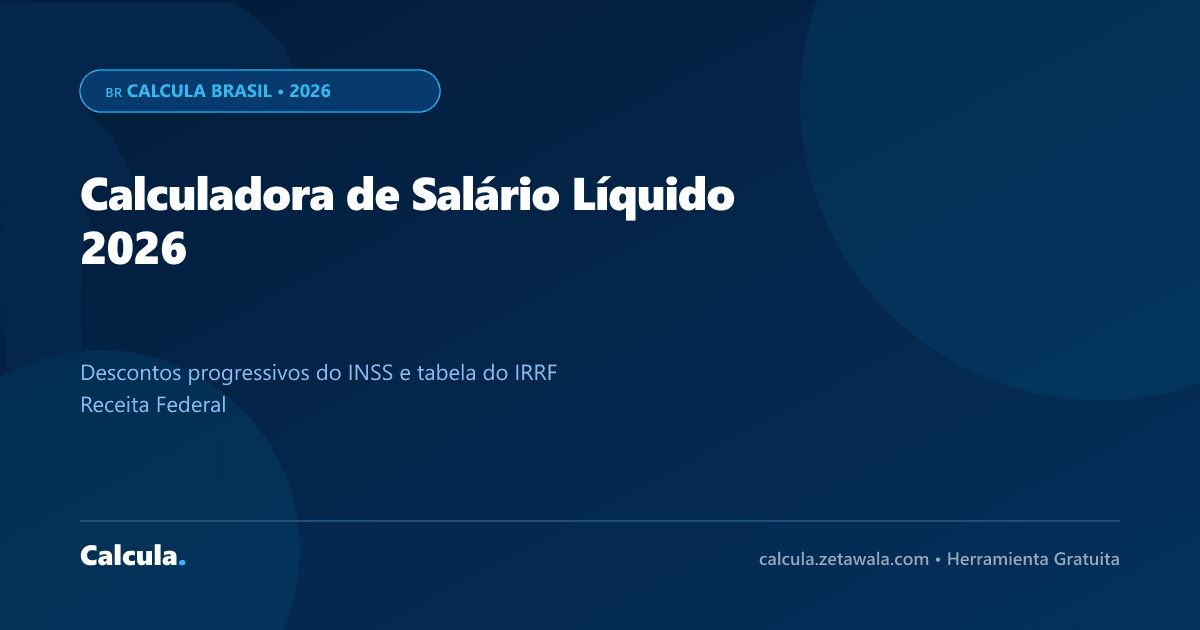 BR CALCULA BRASIL • 2026
Calculadora de Salário Líquido
2026
Descontos progressivos do INSS e tabela do IRRF
Receita Federal
Calcula.
calcula.zetawala.com • Herramienta Gratuita